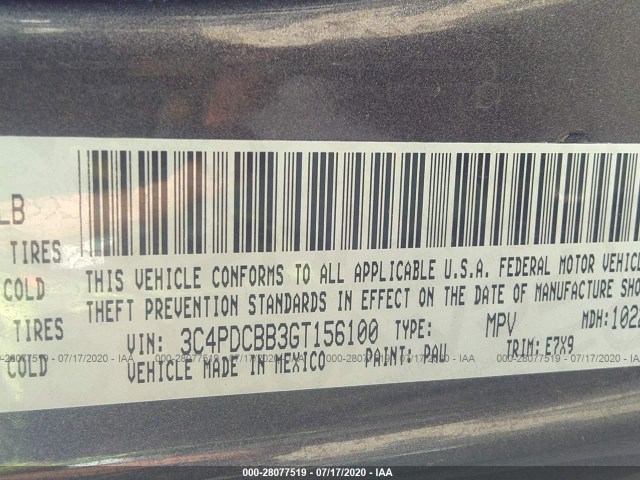 LB
TIRES
COLD
TIRES
COLD
THIS VEHICLE CONFORMS TO ALL APPLICABLE U.S.A. FEDERAL MOTOR VEHICL
THEFT PREVENTION STANDARDS IN EFFECT ON THE DATE OF MANUFACTURE SHO
VIN: 3C4PDCBB3GT156100 TYPE: MPV MDH:102
VEHICLE MADE IN MEXICO PAINT: PAU TRIM: E7X9
000-28077519 - 07/17/2020 - IAA